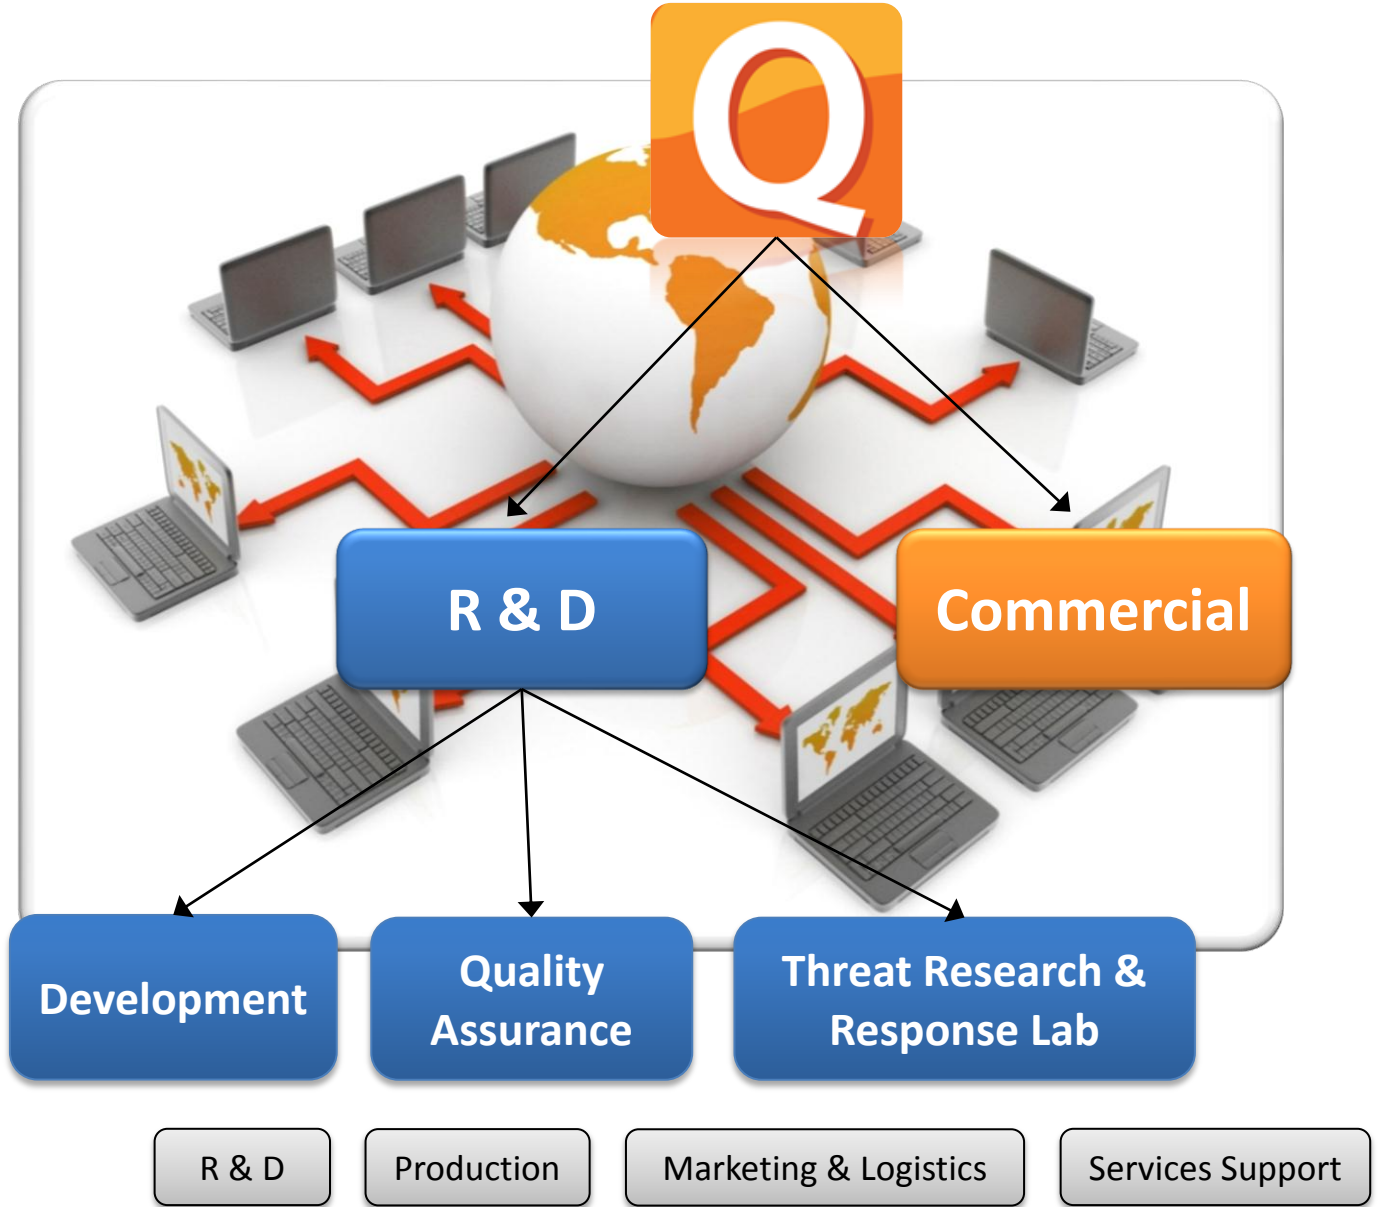 Q
R & D
Commercial
Development
Quality
Assurance
Threat Research &
Response Lab
R & D
Production
Marketing & Logistics
Services Support